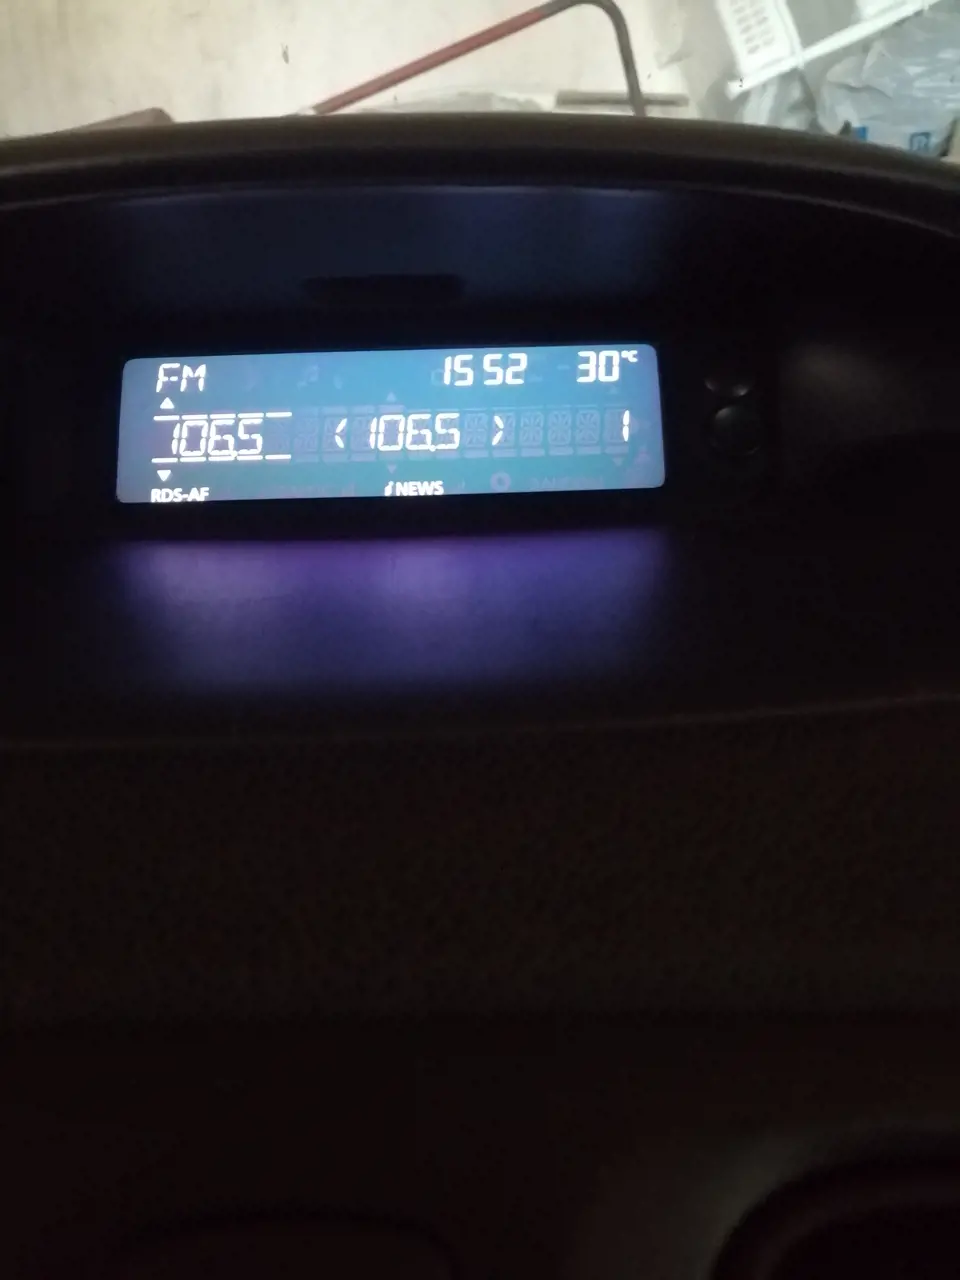 FM 15 52 30°C
106.5 < 106.5 > 1
RDS-AF i NEWS